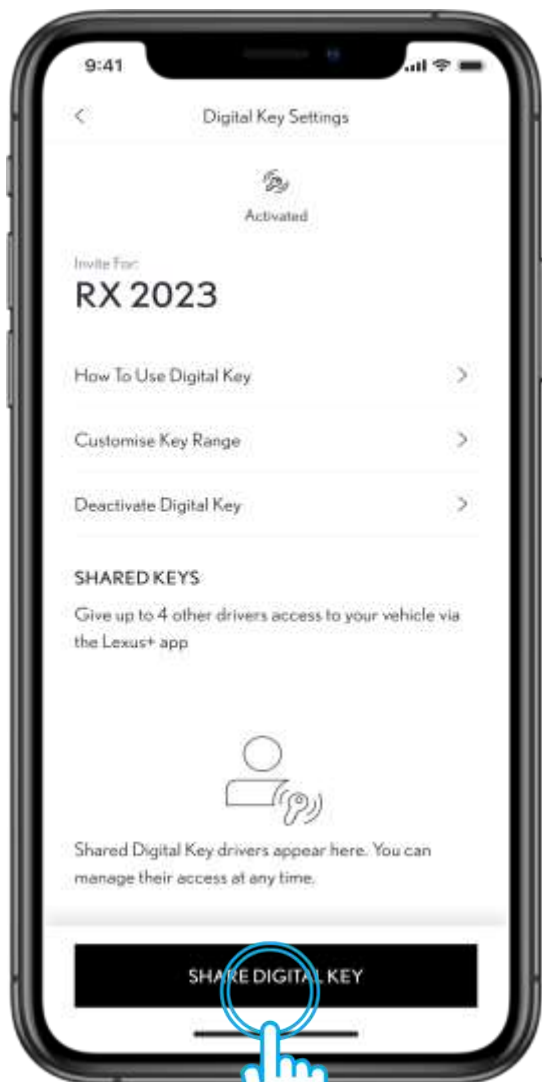 9:41
Digital Key Settings
Activated
Invite For:
RX 2023
How To Use Digital Key
Customise Key Range
Deactivate Digital Key
SHARED KEYS
Give up to 4 other drivers access to your vehicle via
the Lexus+ app
Shared Digital Key drivers appear here. You can
manage their access at any time.
SHARE DIGITAL KEY